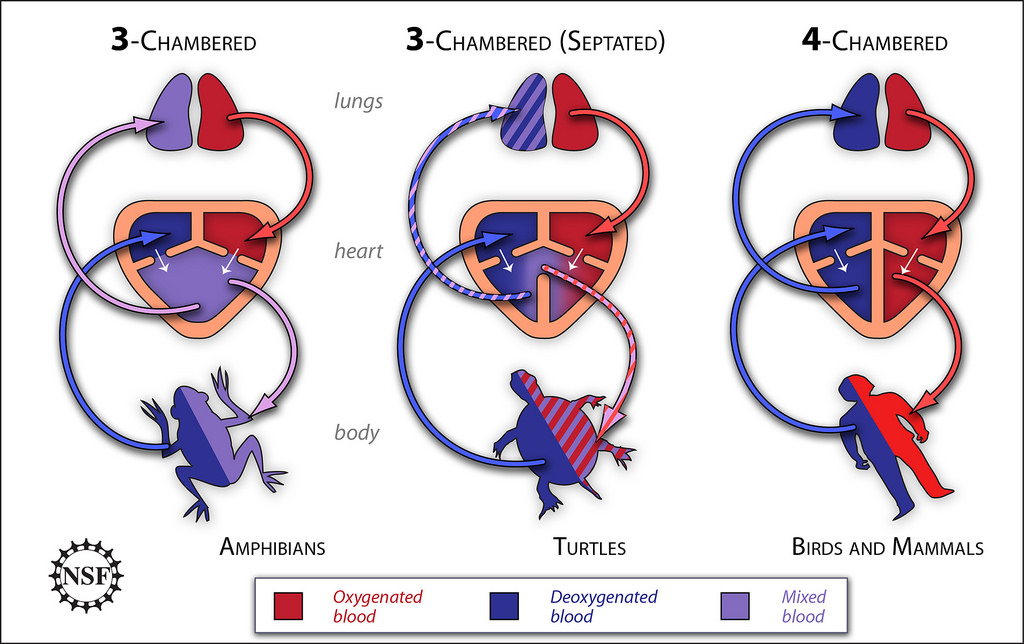 3-Chambered
3-Chambered (Septated)
4-Chambered
lungs
heart
body
Amphibians
Turtles
Birds and Mammals
NSF
Oxygenated
blood
Deoxygenated
blood
Mixed
blood